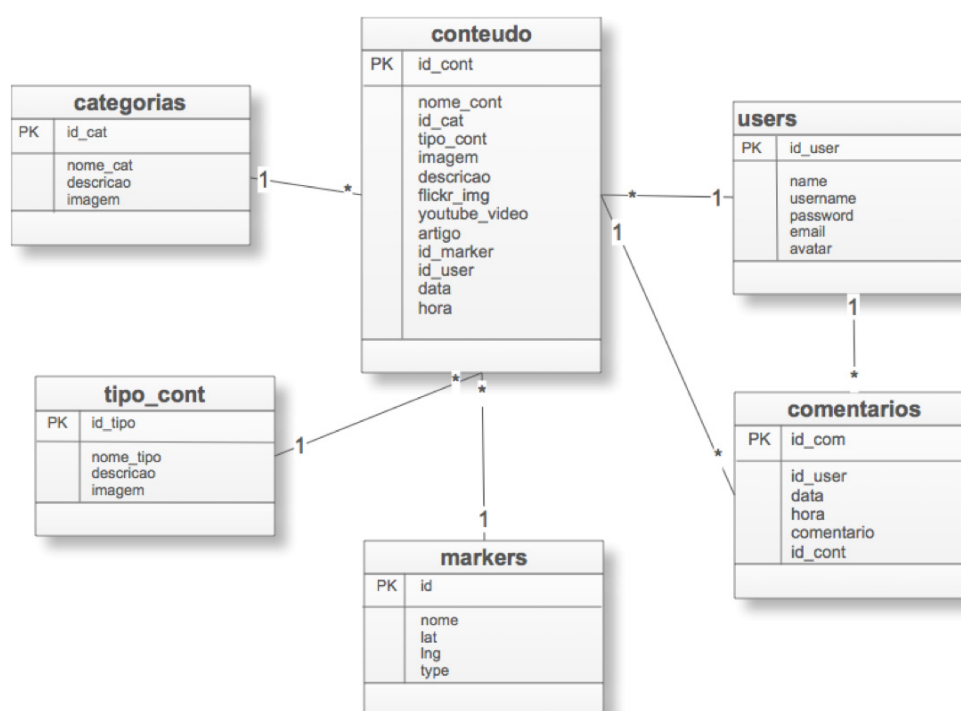 conteudo
PK id_cont
nome_cont
id_cat
tipo_cont
imagem
descricao
flickr_img
youtube_video
artigo
id_marker
id_user
data
hora
categorias
PK id_cat
nome_cat
descricao
imagem
1
*
users
PK id_user
name
username
password
email
avatar
*
1
1
*
1
*
tipo_cont
PK id_tipo
nome_tipo
descricao
imagem
1
*
*
1
comentarios
PK id_com
id_user
data
hora
comentario
id_cont
markers
PK id
nome
lat
lng
type